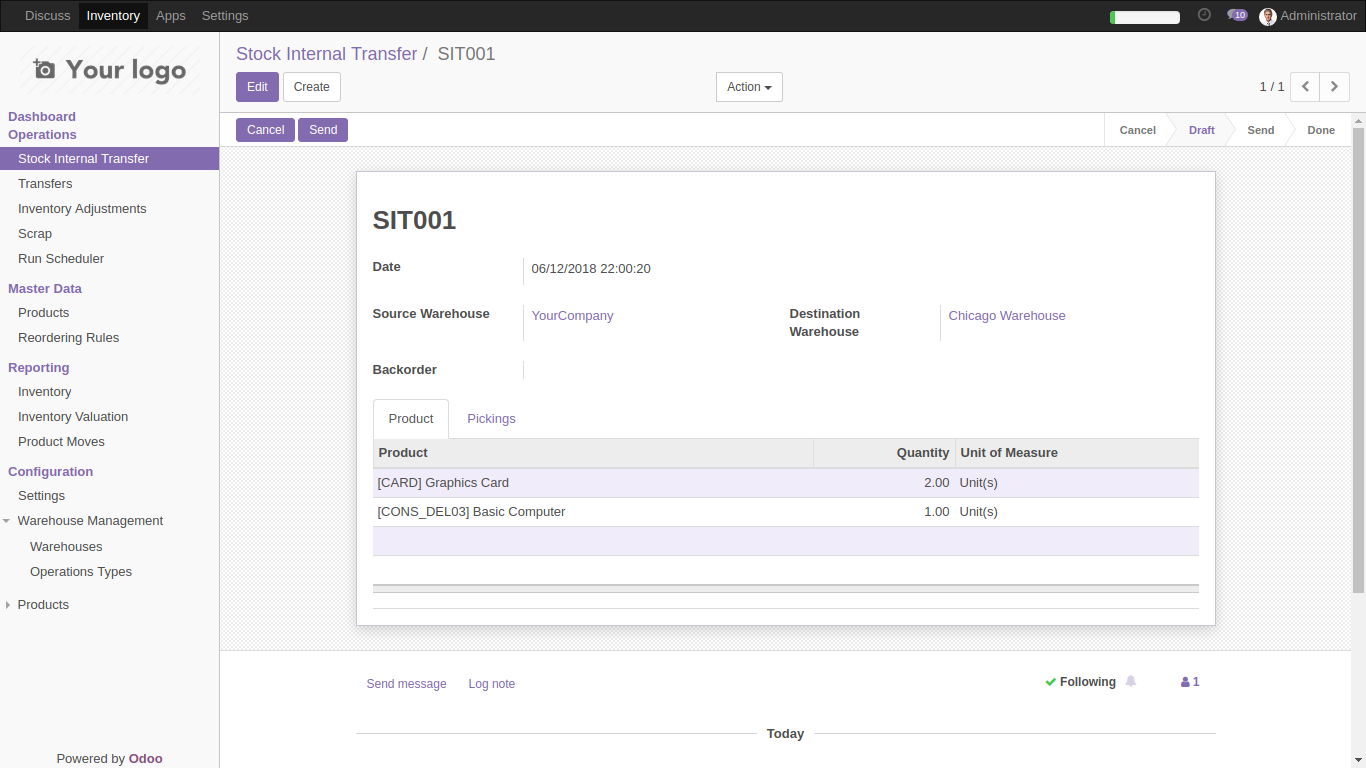 Discuss Inventory Apps Settings 10 Administrator
Your logo
Dashboard
Operations
Stock Internal Transfer
Transfers
Inventory Adjustments
Scrap
Run Scheduler
Master Data
Products
Reordering Rules
Reporting
Inventory
Inventory Valuation
Product Moves
Configuration
Settings
Warehouse Management
Warehouses
Operations Types
Products
Powered by Odoo
Stock Internal Transfer / SIT001
Edit Create Action 1 / 1
Cancel Send Cancel Draft Send Done
SIT001
Date 06/12/2018 22:00:20
Source Warehouse YourCompany Destination Chicago Warehouse
Warehouse
Backorder
Product Pickings
Product Quantity Unit of Measure
[CARD] Graphics Card 2.00 Unit(s)
[CONS_DEL03] Basic Computer 1.00 Unit(s)
Send message Log note Following 1
Today